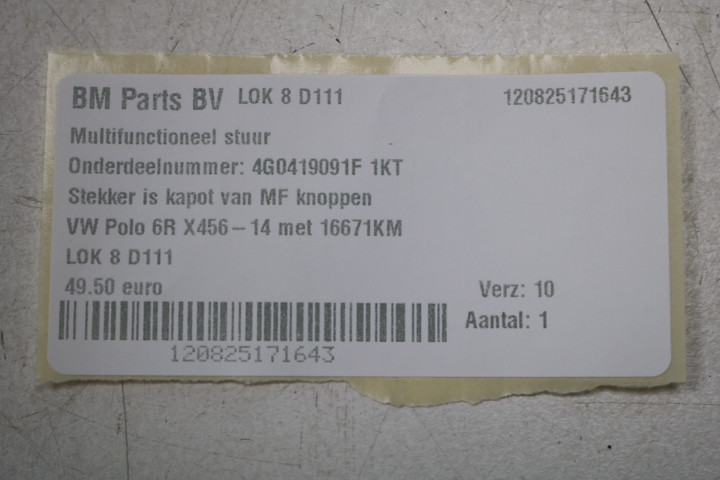 BM Parts BV LOK 8 D111 120825171643
Multifunctioneel stuur
Onderdeelnummer: 4G0419091F 1KT
Stekker is kapot van MF knoppen
VW Polo 6R X456 – 14 met 16671KM
LOK 8 D111
49.50 euro Verz: 10
Aantal: 1
120825171643